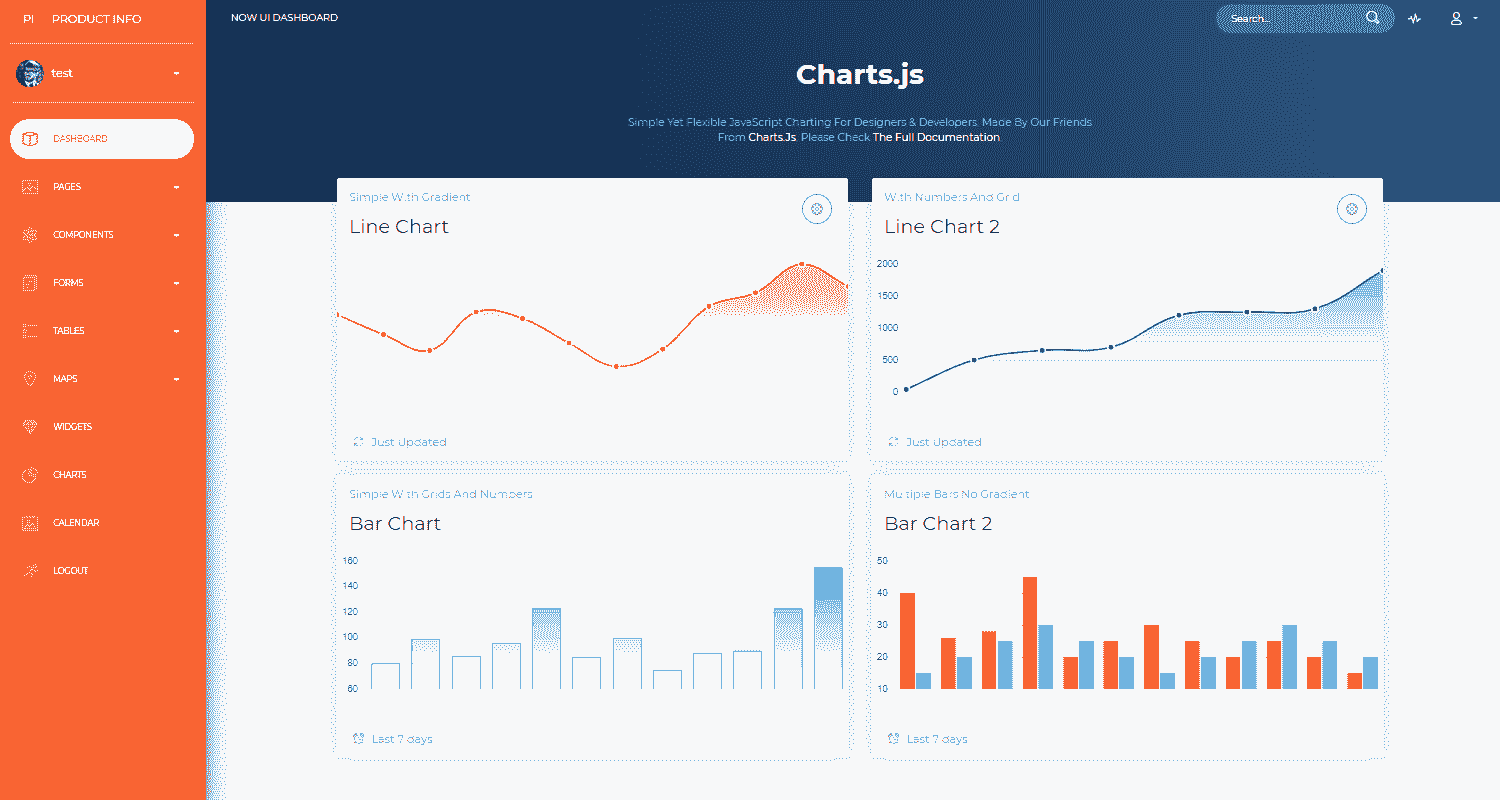 PI PRODUCT INFO
test
DASHBOARD
PAGES
COMPONENTS
FORMS
TABLES
MAPS
WIDGETS
CHARTS
CALENDAR
LOGOUT
NOW UI DASHBOARD
Search...
Charts.js
Simple Yet Flexible JavaScript Charting For Designers & Developers. Made By Our Friends
From Charts.Js. Please Check The Full Documentation.
Simple With Gradient
Line Chart
Just Updated
With Numbers And Grid
Line Chart 2
2000
1500
1000
500
0
Just Updated
Simple With Grids And Numbers
Bar Chart
160
140
120
100
80
60
Last 7 days
Multiple Bars No Gradient
Bar Chart 2
50
40
30
20
10
Last 7 days